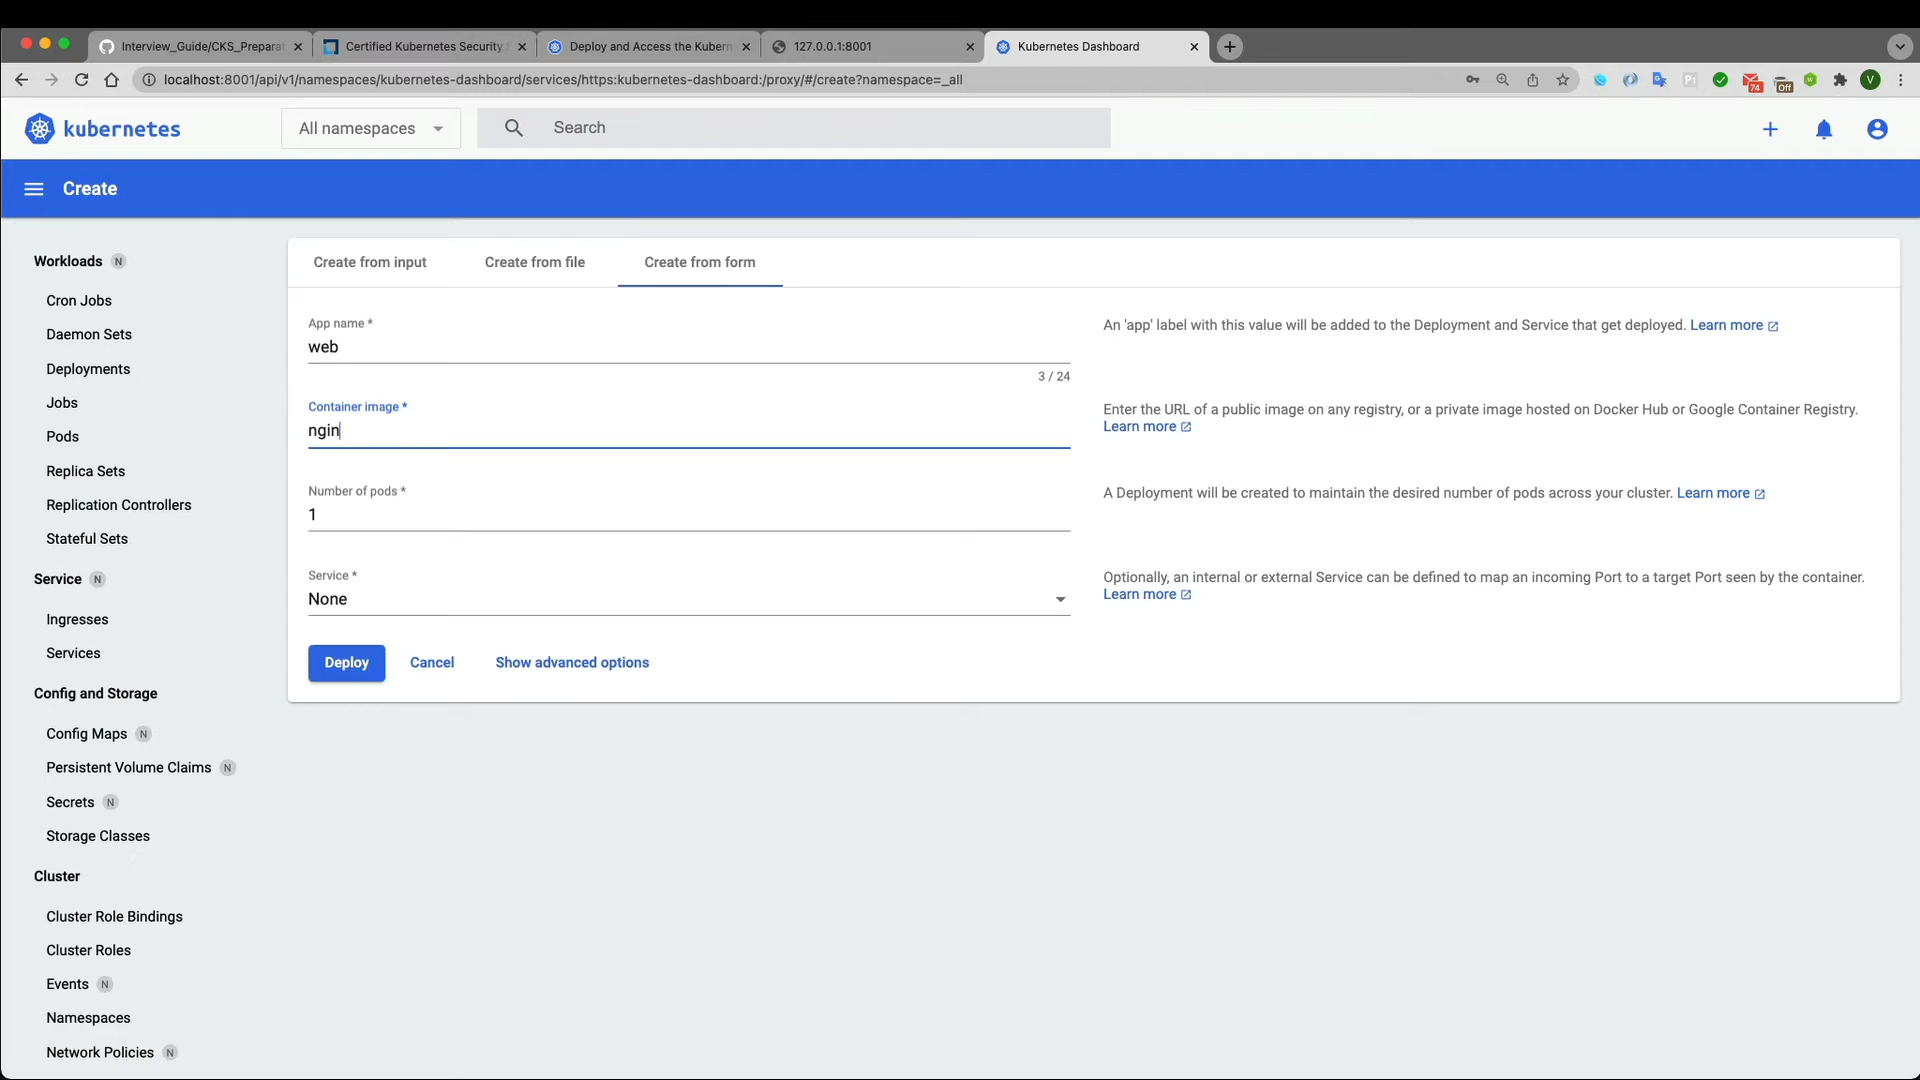 Interview_Guide/CKS_Preparat
Certified Kubernetes Security S
Deploy and Access the Kubern
127.0.0.1:8001
Kubernetes Dashboard
localhost:8001/api/v1/namespaces/kubernetes-dashboard/services/https:kubernetes-dashboard:/proxy/#/create?namespace=_all
74
Off
V
kubernetes
All namespaces
Search
Create
Workloads N
Cron Jobs
Daemon Sets
Deployments
Jobs
Pods
Replica Sets
Replication Controllers
Stateful Sets
Service N
Ingresses
Services
Config and Storage
Config Maps N
Persistent Volume Claims N
Secrets N
Storage Classes
Cluster
Cluster Role Bindings
Cluster Roles
Events N
Namespaces
Network Policies N
Create from input
Create from file
Create from form
App name *
web
3 / 24
An 'app' label with this value will be added to the Deployment and Service that get deployed. Learn more
Container image *
ngin
Enter the URL of a public image on any registry, or a private image hosted on Docker Hub or Google Container Registry.
Learn more
Number of pods *
1
A Deployment will be created to maintain the desired number of pods across your cluster. Learn more
Service *
None
Optionally, an internal or external Service can be defined to map an incoming Port to a target Port seen by the container.
Learn more
Deploy
Cancel
Show advanced options